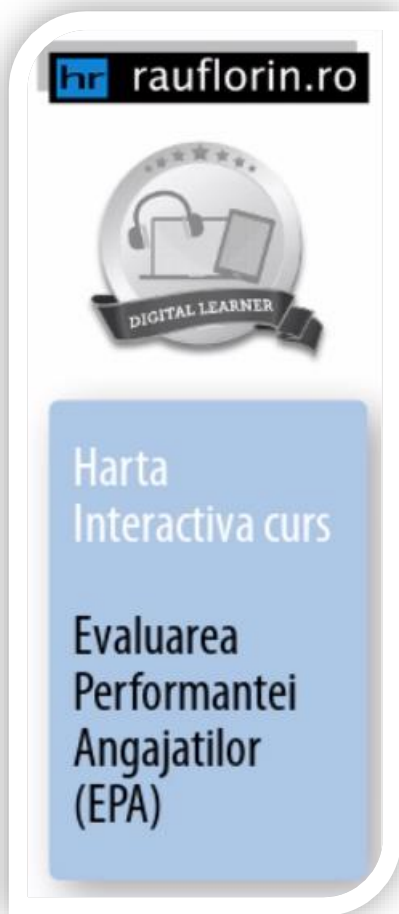 hr rauflorin.ro
DIGITAL LEARNER
Harta
Interactiva curs
Evaluarea
Performantei
Angajatilor
(EPA)